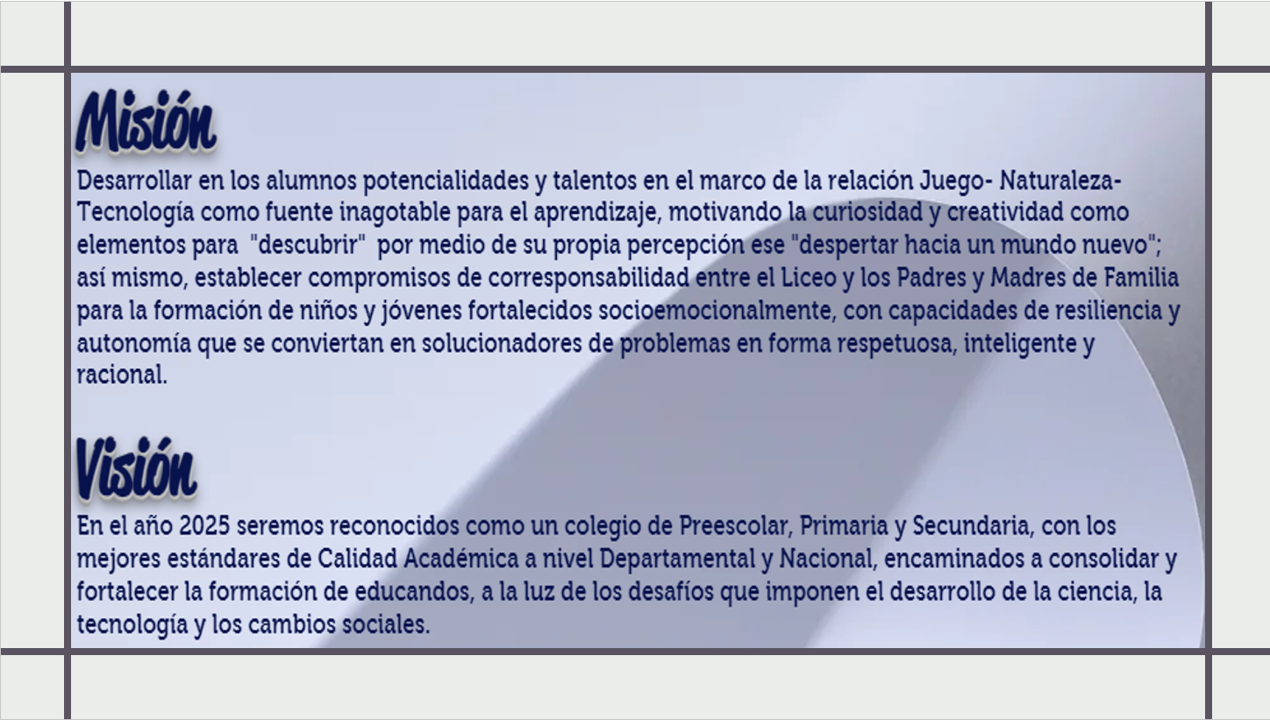 Misión
Desarrollar en los alumnos potencialidades y talentos en el marco de la relación Juego- Naturaleza-
Tecnología como fuente inagotable para el aprendizaje, motivando la curiosidad y creatividad como
elementos para  "descubrir"  por medio de su propia percepción ese "despertar hacia un mundo nuevo";
así mismo, establecer compromisos de corresponsabilidad entre el Liceo y los Padres y Madres de Familia
para la formación de niños y jóvenes fortalecidos socioemocionalmente, con capacidades de resiliencia y
autonomía que se conviertan en solucionadores de problemas en forma respetuosa, inteligente y
racional.
Visión
En el año 2025 seremos reconocidos como un colegio de Preescolar, Primaria y Secundaria, con los
mejores estándares de Calidad Académica a nivel Departamental y Nacional, encaminados a consolidar y
fortalecer la formación de educandos, a la luz de los desafíos que imponen el desarrollo de la ciencia, la
tecnología y los cambios sociales.